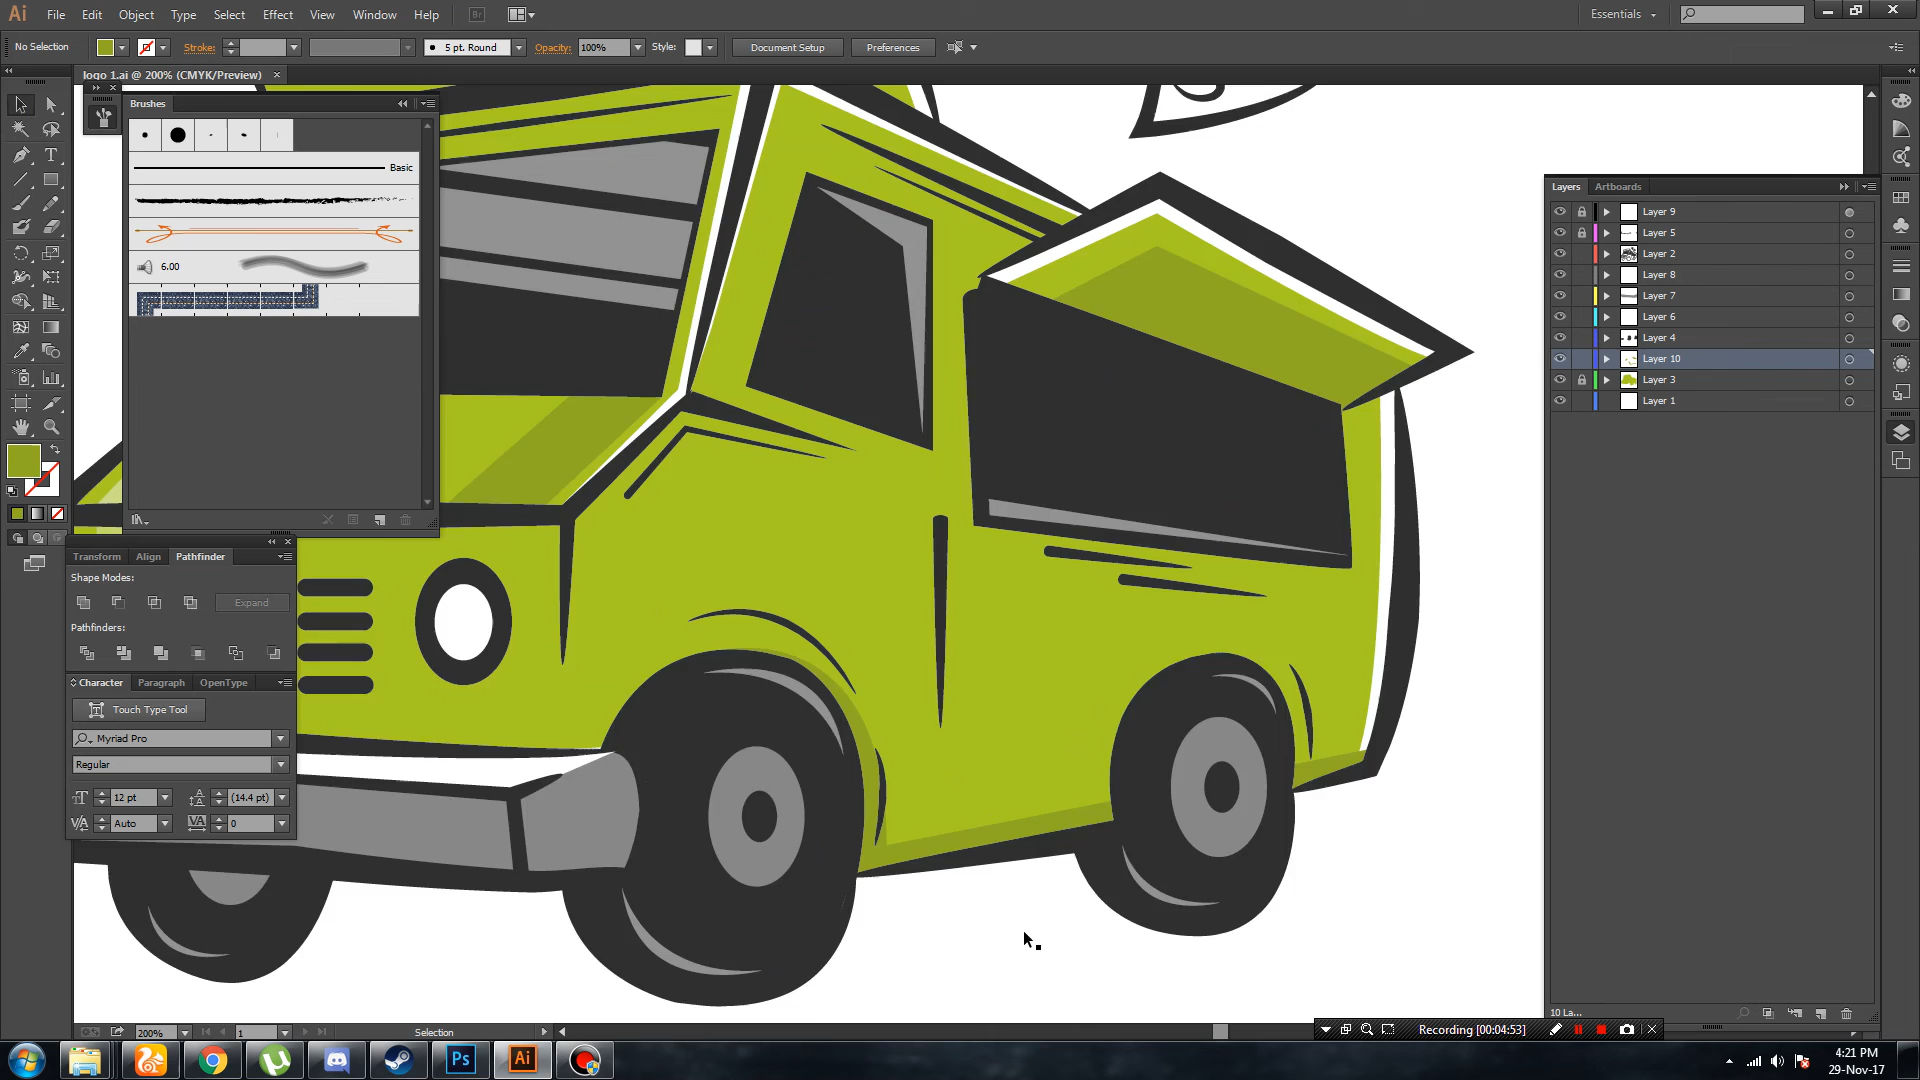 Ai File Edit Object Type Select Effect View Window Help Br Essentials
No Selection Stroke: 5 pt. Round Opacity: 100% Style: Document Setup Preferences
logo 1.ai @ 200% (CMYK/Preview)
Brushes
Basic
6.00
Transform Align Pathfinder
Shape Modes:
Expand
Pathfinders:
Character Paragraph OpenType
Touch Type Tool
Myriad Pro
Regular
12 pt (14.4 pt)
Auto 0
Layers Artboards
Layer 9
Layer 5
Layer 2
Layer 8
Layer 7
Layer 6
Layer 4
Layer 10
Layer 3
Layer 1
10 La...
200% 1 Selection
Recording [00:04:53]
Ps Ai
4:21 PM
29-Nov-17